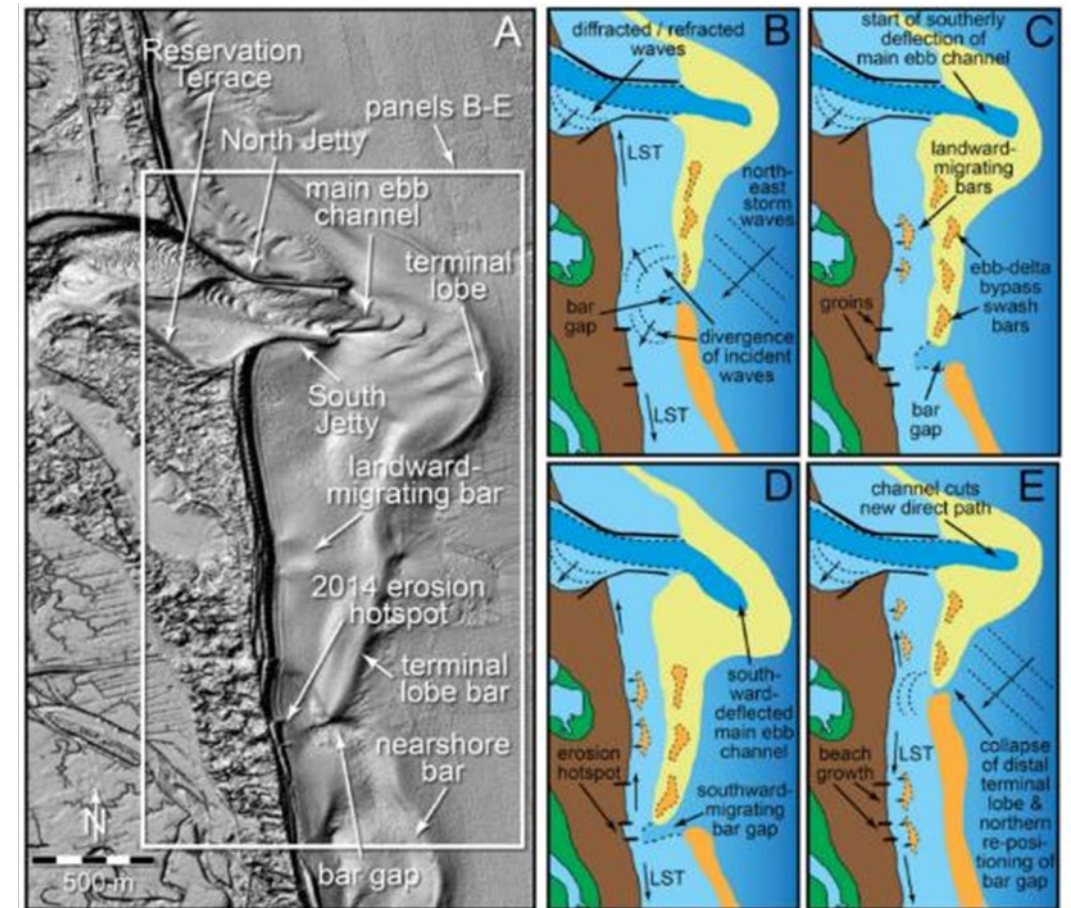 A
Reservation
Terrace
panels B-E
North Jetty
main ebb
channel
terminal
lobe
South
Jetty
landward-
migrating bar
2014 erosion
hotspot
terminal
lobe bar
nearshore
bar
N
500 m
bar gap
B
diffracted / refracted
waves
LST
north-
east
storm
waves
bar
gap
divergence
of incident
waves
LST
C
start of southerly
deflection of
main ebb channel
landward-
migrating
bars
ebb-delta
bypass
swash
bars
groins
bar
gap
D
south-
ward-
deflected
main ebb
channel
erosion
hotspot
southward-
migrating
bar gap
LST
E
channel cuts
new direct path
beach
growth
LST
collapse
of distal
terminal
lobe &
northern
re-posi-
tioning of
bar gap